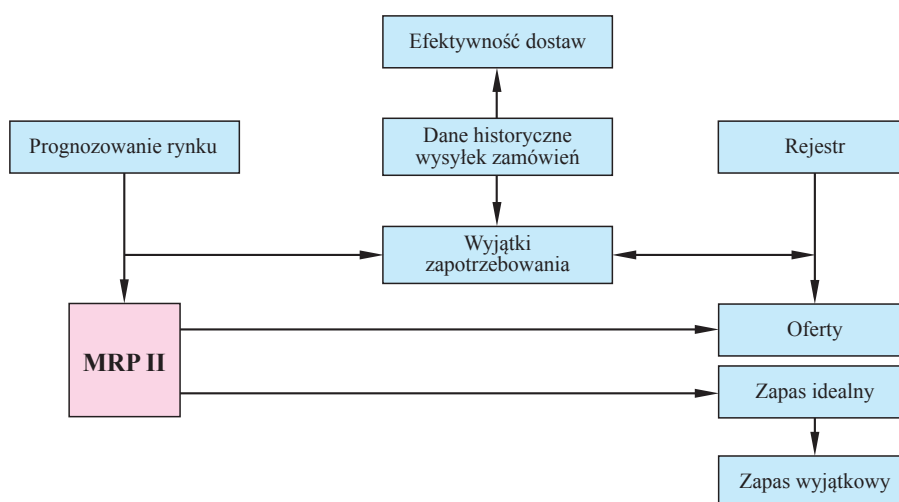 Efektywność dostaw
Prognozowanie rynku
Dane historyczne
wysyłek zamówień
Rejestr
Wyjątki
zapotrzebowania
MRP II
Oferty
Zapas idealny
Zapas wyjątkowy